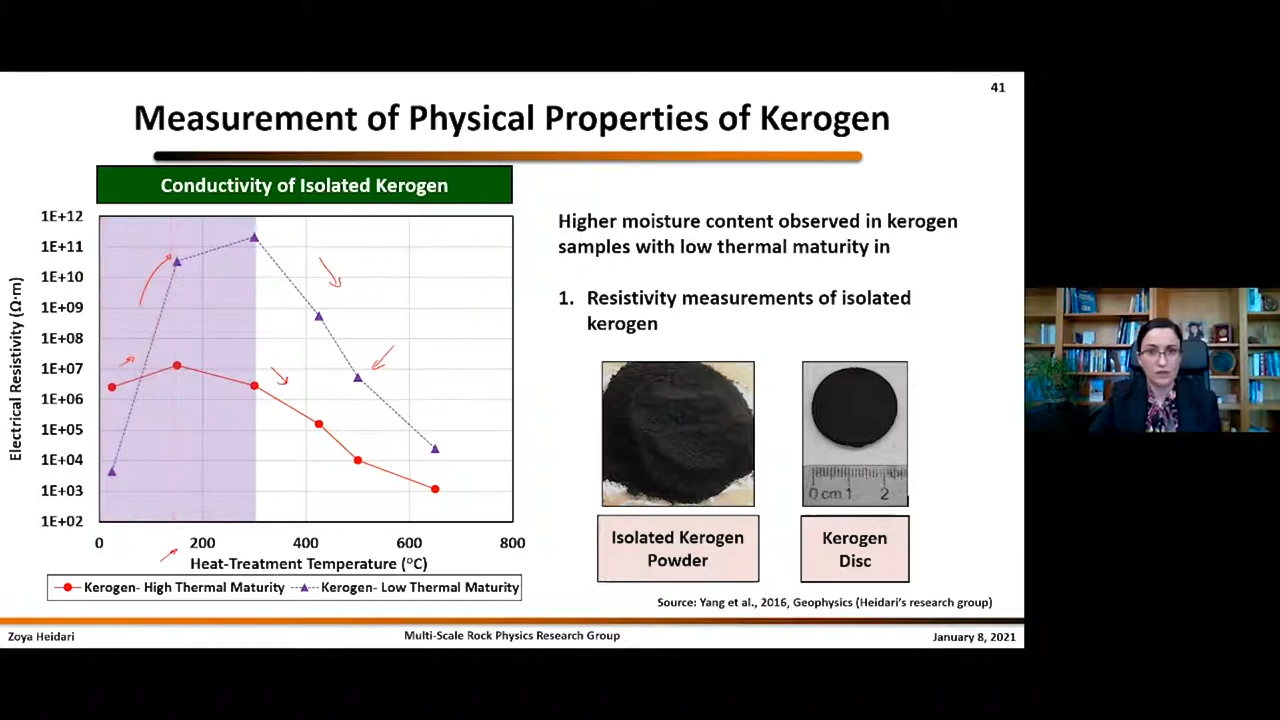 41
Measurement of Physical Properties of Kerogen
Conductivity of Isolated Kerogen
1E+12
1E+11
1E+10
1E+09
1E+08
1E+07
1E+06
1E+05
1E+04
1E+03
1E+02
Electrical Resistivity (Ω·m)
0 200 400 600 800
Heat-Treatment Temperature (°C)
Kerogen- High Thermal Maturity Kerogen- Low Thermal Maturity
Higher moisture content observed in kerogen
samples with low thermal maturity in
1. Resistivity measurements of isolated
kerogen
0 cm 1 2
Isolated Kerogen
Powder
Kerogen
Disc
Source: Yang et al., 2016, Geophysics (Heidari's research group)
Zoya Heidari
Multi-Scale Rock Physics Research Group
January 8, 2021